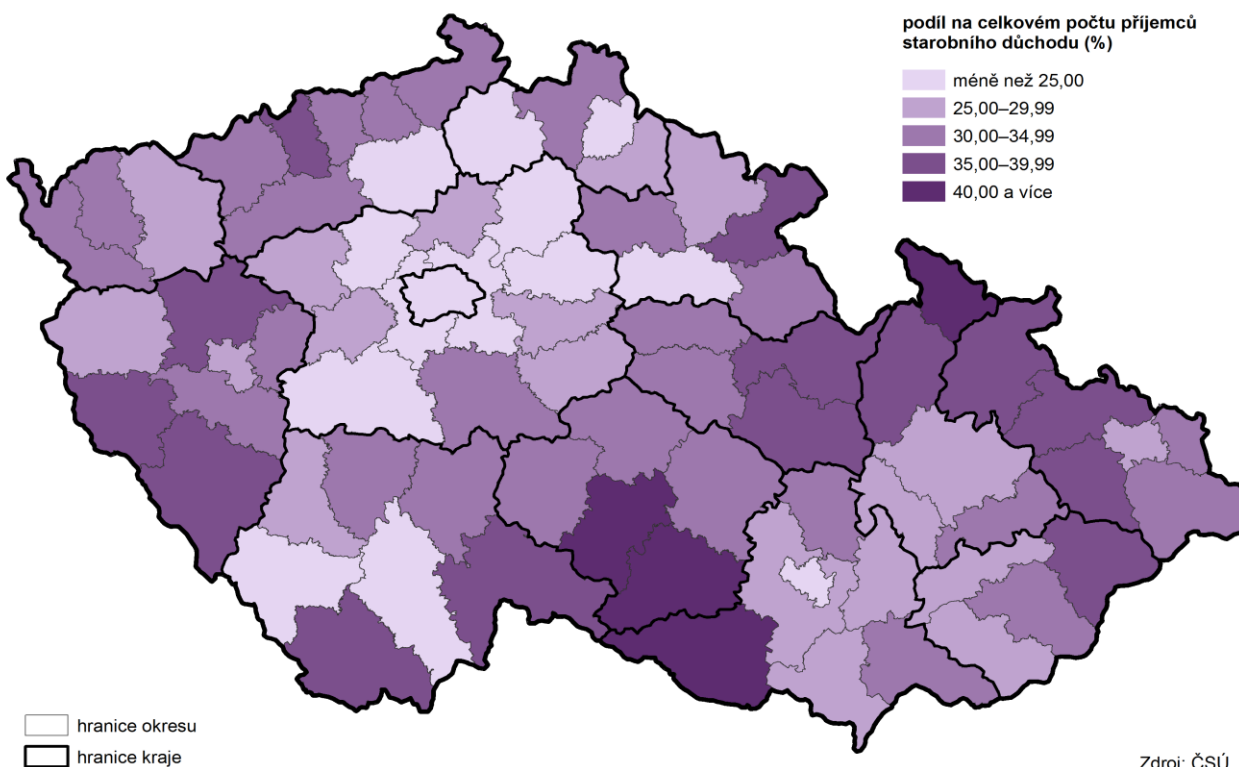 podíl na celkovém počtu příjemců
starobního důchodu (%)
méně než 25,00
25,00–29,99
30,00–34,99
35,00–39,99
40,00 a více
hranice okresu
hranice kraje
Zdroj: ČSÚ